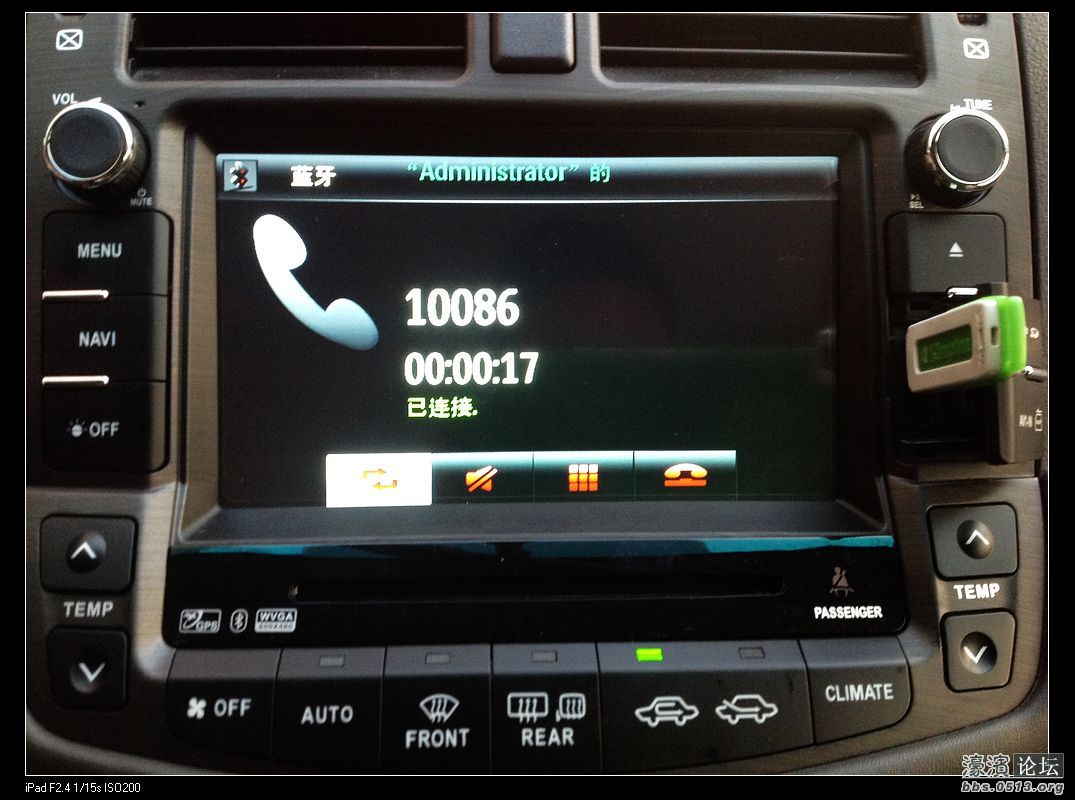 VOL
TUNE
MUTE
SEL
蓝牙
“Administrator” 的
MENU
10086
NAVI
00:00:17
已连接.
OFF
TEMP
TEMP
GPS
WVGA
800X480
PASSENGER
OFF
AUTO
FRONT
REAR
CLIMATE
iPad F2.4 1/15s ISO200
濠滨论坛
bbs.0513.org